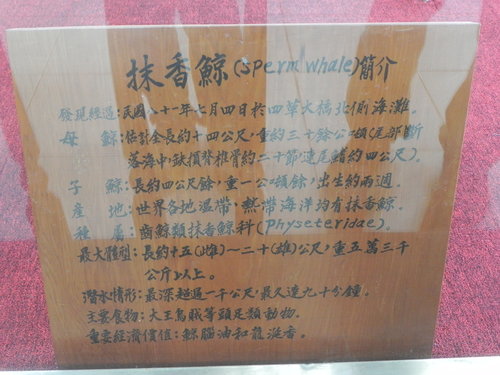 抹香鯨(Sperm whale)簡介
發現經過:民國八十一年七月四日於四草大橋北側海灘。
母 鯨:估計全長約十四公尺,重約三十餘公噸(尾部斷
落海中,缺損脊椎骨約二十節連尾鰭約四公尺)。
子 鯨:長約四公尺餘,重一公噸餘,出生約兩週。
產 地:世界各地溫帶、熱帶海洋均有抹香鯨。
種 屬:齒鯨類抹香鯨科(Physeteridae)。
最大體型:長約十五(雌)~二十(雄)公尺,重五萬三千
公斤以上。
潛水情形:最深超過一千公尺,最久達九十分鐘。
主要食物:大王烏賊等頭足類動物。
重要經濟價值:鯨腦油和龍涎香。